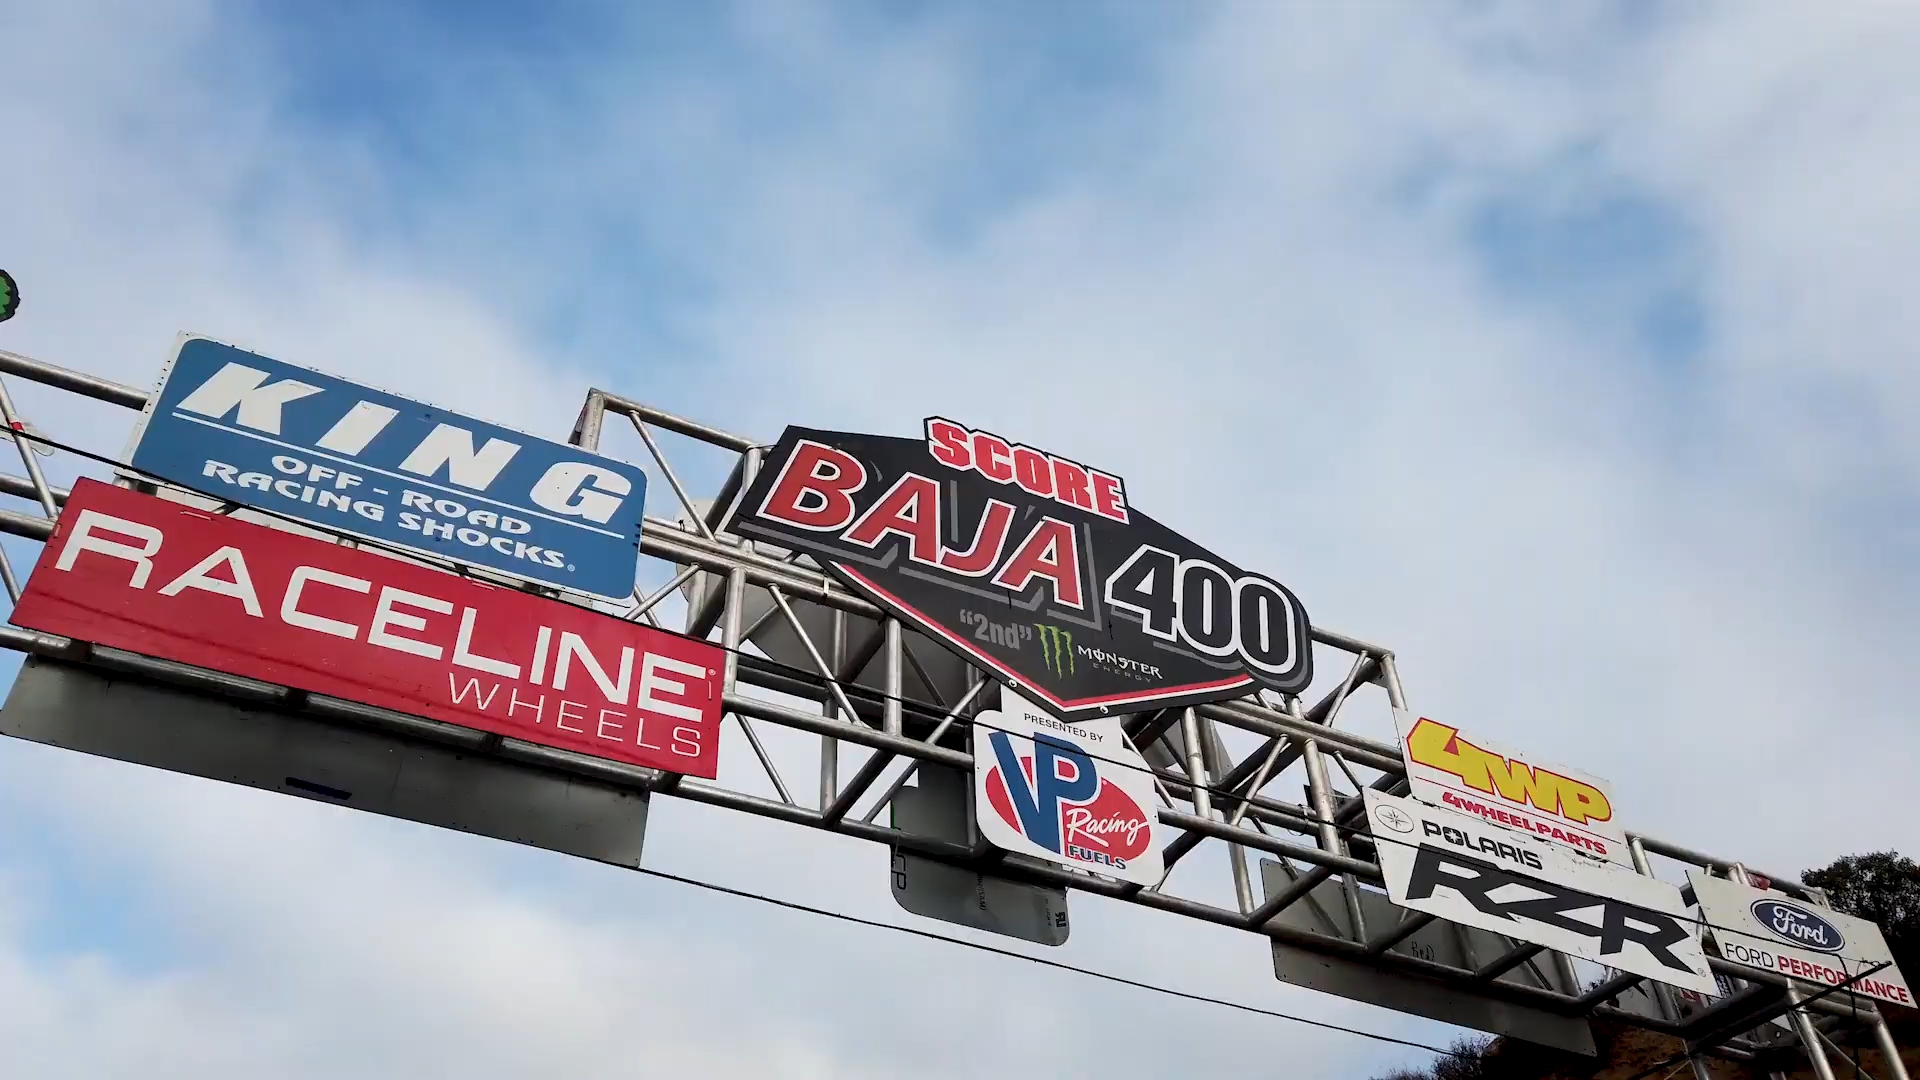 KING
OFF - ROAD
RACING SHOCKS®
RACELINE®
WHEELS
SCORE
BAJA 400
"2nd"
MONSTER
ENERGY
PRESENTED BY
VP
Racing
FUELS
4WP
4WHEELPARTS
POLARIS
RZR®
Ford
FORD PERFORMANCE